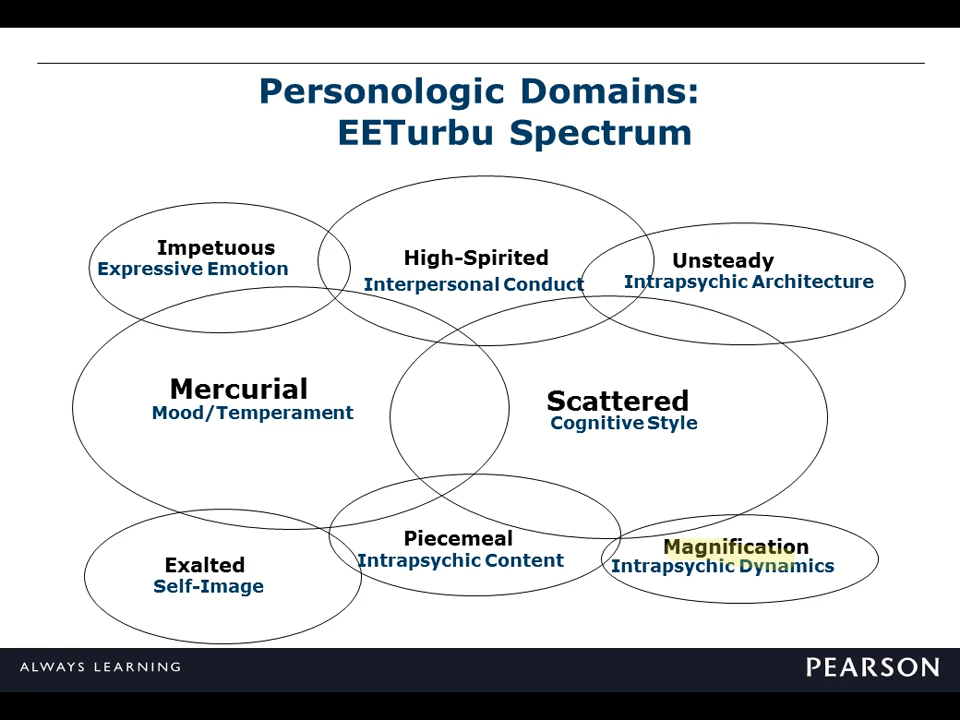 Personologic Domains:
EETurbu Spectrum
Impetuous
Expressive Emotion
High-Spirited
Interpersonal Conduct
Unsteady
Intrapsychic Architecture
Mercurial
Mood/Temperament
Scattered
Cognitive Style
Exalted
Self-Image
Piecemeal
Intrapsychic Content
Magnification
Intrapsychic Dynamics
ALWAYS LEARNING
PEARSON